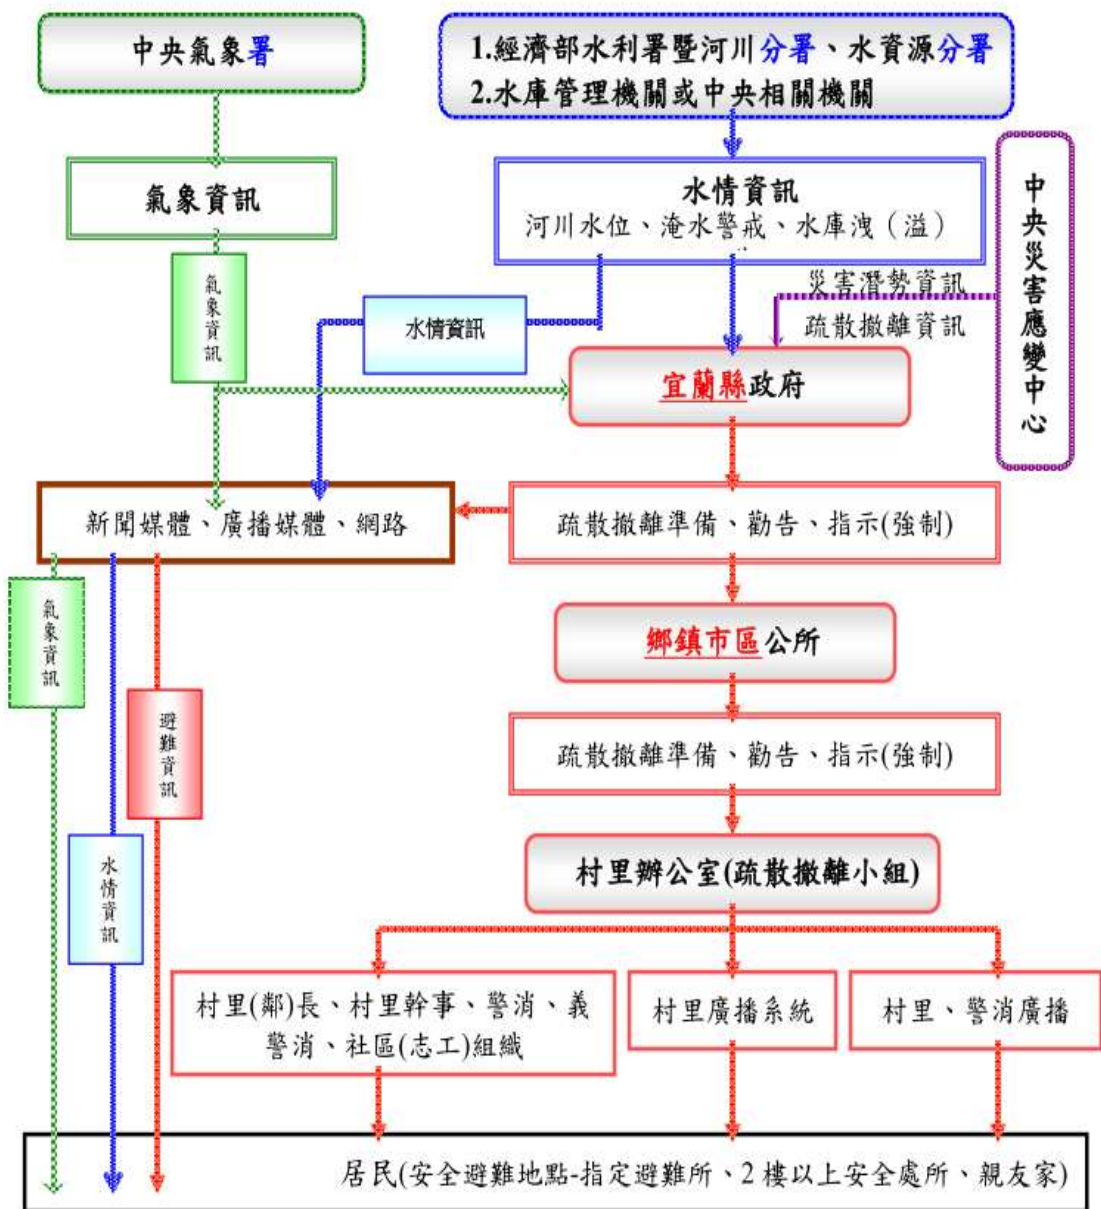 中央氣象署
1.經濟部水利署暨河川分署、水資源分署
2.水庫管理機關或中央相關機關
氣象資訊
水情資訊
河川水位、淹水警戒、水庫洩（溢）
中央災害應變中心
氣象資訊
水情資訊
災害潛勢資訊
疏散撤離資訊
宜蘭縣政府
新聞媒體、廣播媒體、網路
疏散撤離準備、勸告、指示(強制)
氣象資訊
鄉鎮市區公所
避難資訊
疏散撤離準備、勸告、指示(強制)
水情資訊
村里辦公室(疏散撤離小組)
村里(鄰)長、村里幹事、警消、義
警消、社區(志工)組織
村里廣播系統
村里、警消廣播
居民(安全避難地點-指定避難所、2 樓以上安全處所、親友家)